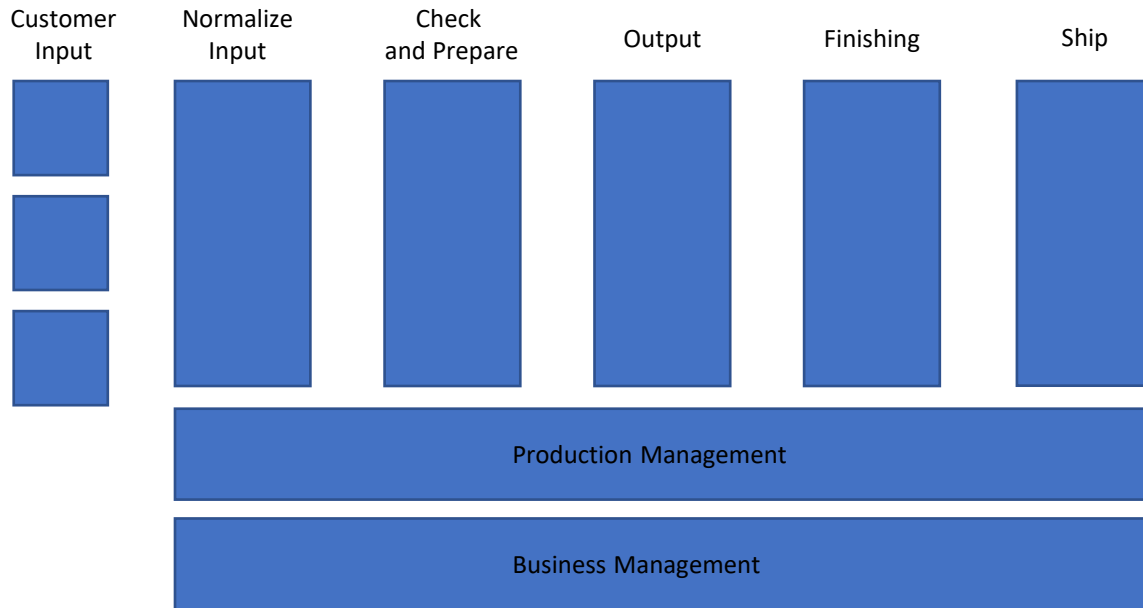 Customer
Input
Normalize
Input
Check
and Prepare
Output
Finishing
Ship
Production Management
Business Management